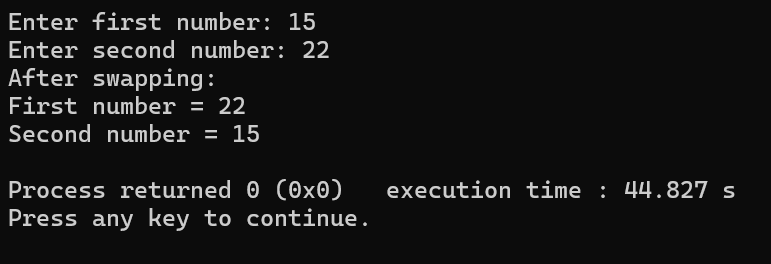 Enter first number: 15
Enter second number: 22
After swapping:
First number = 22
Second number = 15
Process returned 0 (0x0)   execution time : 44.827 s
Press any key to continue.